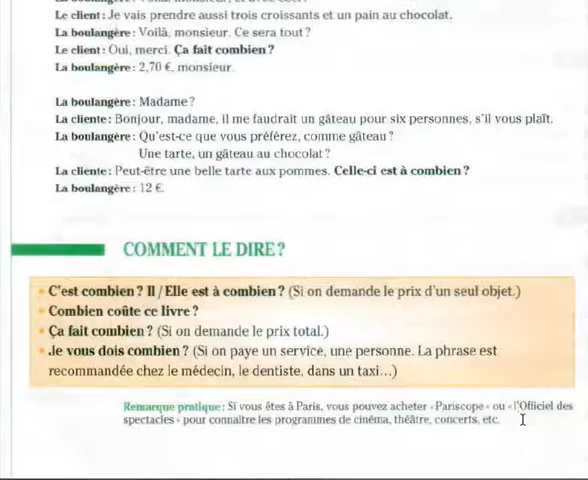 Le client : Je vais prendre aussi trois croissants et un pain au chocolat.
La boulangère : Voilà, monsieur. Ce sera tout ?
Le client : Oui, merci. Ça fait combien ?
La boulangère : 2,70 €, monsieur.
La boulangère : Madame ?
La cliente : Bonjour, madame, il me faudrait un gâteau pour six personnes, s'il vous plaît.
La boulangère : Qu'est-ce que vous préférez, comme gâteau ?
Une tarte, un gâteau au chocolat ?
La cliente : Peut-être une belle tarte aux pommes. Celle-ci est à combien ?
La boulangère : 12 €.
COMMENT LE DIRE ?
• C'est combien ? Il / Elle est à combien ? (Si on demande le prix d'un seul objet.)
• Combien coûte ce livre ?
• Ça fait combien ? (Si on demande le prix total.)
• Je vous dois combien ? (Si on paye un service, une personne. La phrase est
recommandée chez le médecin, le dentiste, dans un taxi...)
Remarque pratique : Si vous êtes à Paris, vous pouvez acheter « Pariscope » ou « l'Officiel des
spectacles » pour connaître les programmes de cinéma, théâtre, concerts, etc.